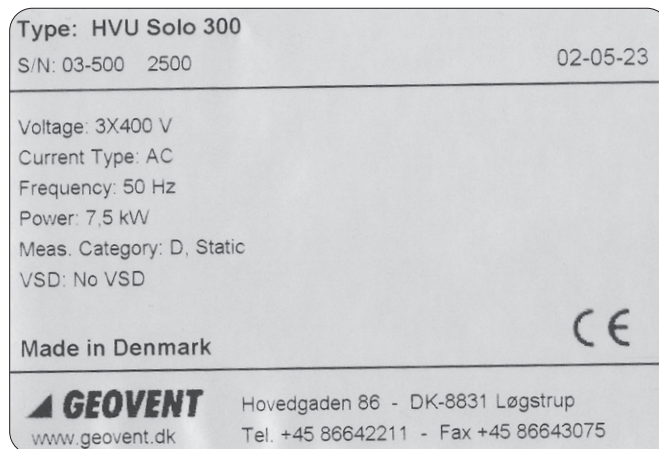 Type: HVU Solo 300
S/N: 03-500 2500 02-05-23
Voltage: 3X400 V
Current Type: AC
Frequency: 50 Hz
Power: 7,5 kW
Meas. Category: D, Static
VSD: No VSD
CE
Made in Denmark
GEOVENT Hovedgaden 86 - DK-8831 Løgstrup
www.geovent.dk Tel. +45 86642211 - Fax +45 86643075